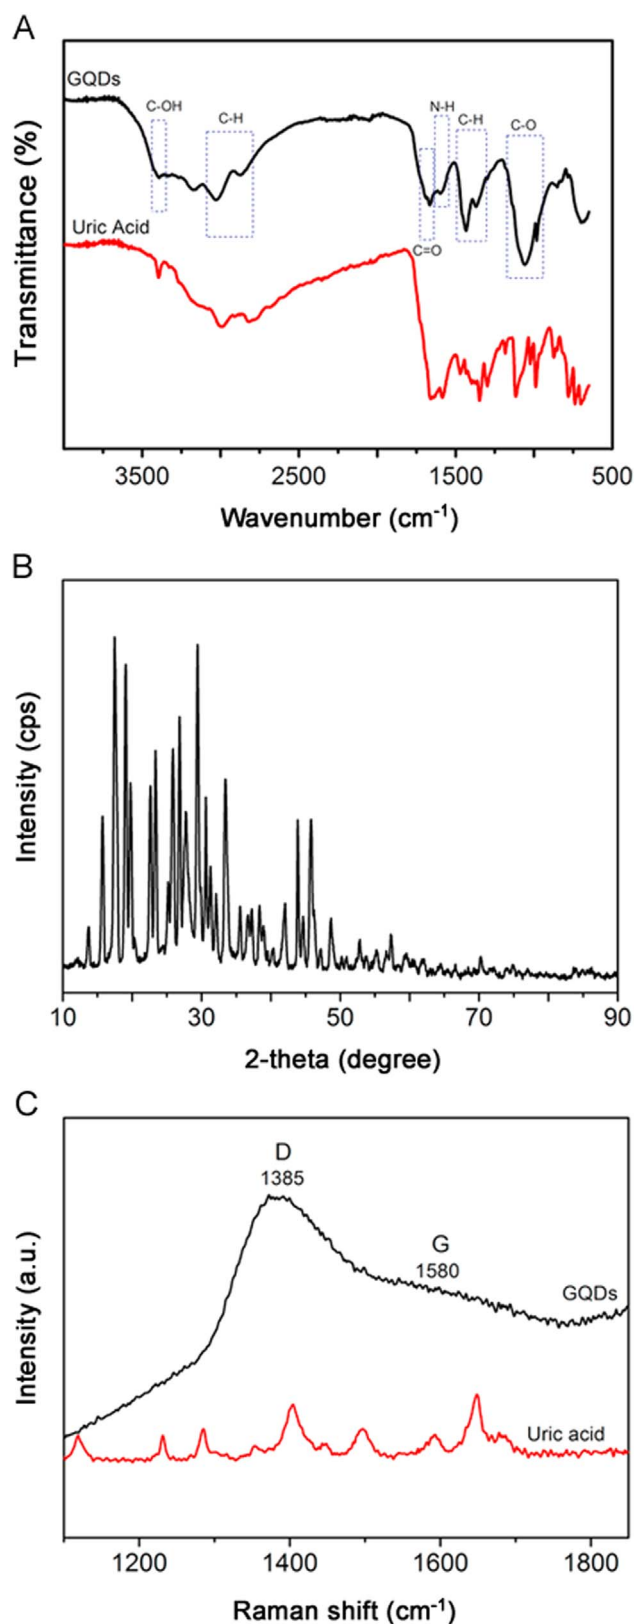 A
GQDs
C-OH
C-H
N-H
C-H
C-O
C=O
Uric Acid
Transmittance (%)
3500 2500 1500 500
Wavenumber (cm-1)
B
Intensity (cps)
10 30 50 70 90
2-theta (degree)
C
D
1385
G
1580
GQDs
Uric acid
Intensity (a.u.)
1200 1400 1600 1800
Raman shift (cm-1)